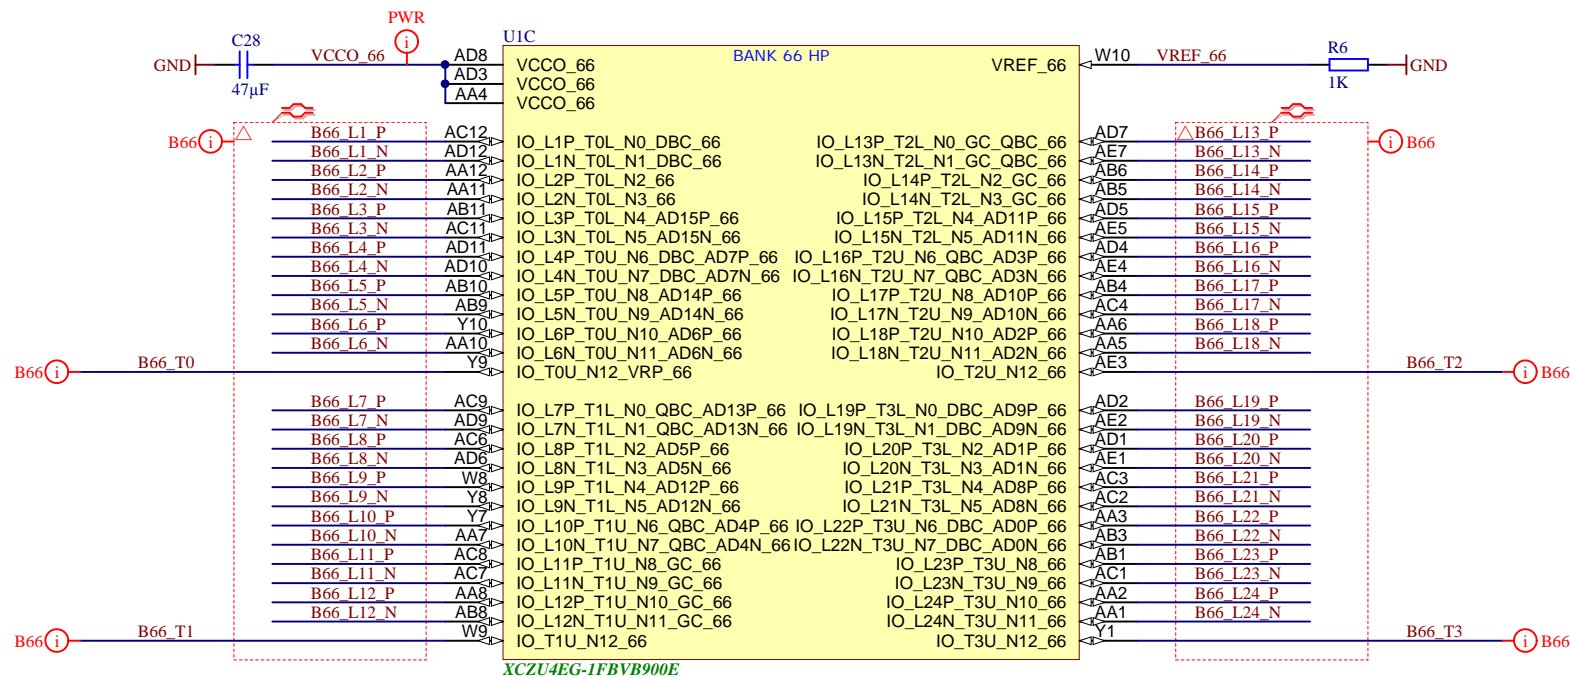 PWR
U1C
BANK 66 HP
GND C28 47µF VCCO_66 AD8 VCCO_66
AD3 VCCO_66
AA4 VCCO_66
VREF_66 W10 VREF_66 R6 1K GND
B66 B66_L1_P AC12 IO_L1P_T0L_N0_DBC_66
B66_L1_N AD12 IO_L1N_T0L_N1_DBC_66
B66_L2_P AA12 IO_L2P_T0L_N2_66
B66_L2_N AA11 IO_L2N_T0L_N3_66
B66_L3_P AB11 IO_L3P_T0L_N4_AD15P_66
B66_L3_N AC11 IO_L3N_T0L_N5_AD15N_66
B66_L4_P AD11 IO_L4P_T0U_N6_DBC_AD7P_66
B66_L4_N AD10 IO_L4N_T0U_N7_DBC_AD7N_66
B66_L5_P AB10 IO_L5P_T0U_N8_AD14P_66
B66_L5_N AB9 IO_L5N_T0U_N9_AD14N_66
B66_L6_P Y10 IO_L6P_T0U_N10_AD6P_66
B66_L6_N AA10 IO_L6N_T0U_N11_AD6N_66
B66 B66_T0 Y9 IO_T0U_N12_VRP_66
B66_L7_P AC9 IO_L7P_T1L_N0_QBC_AD13P_66
B66_L7_N AD9 IO_L7N_T1L_N1_QBC_AD13N_66
B66_L8_P AC6 IO_L8P_T1L_N2_AD5P_66
B66_L8_N AD6 IO_L8N_T1L_N3_AD5N_66
B66_L9_P W8 IO_L9P_T1L_N4_AD12P_66
B66_L9_N Y8 IO_L9N_T1L_N5_AD12N_66
B66_L10_P Y7 IO_L10P_T1U_N6_QBC_AD4P_66
B66_L10_N AA7 IO_L10N_T1U_N7_QBC_AD4N_66
B66_L11_P AC8 IO_L11P_T1U_N8_GC_66
B66_L11_N AC7 IO_L11N_T1U_N9_GC_66
B66_L12_P AA8 IO_L12P_T1U_N10_GC_66
B66_L12_N AB8 IO_L12N_T1U_N11_GC_66
B66 B66_T1 W9 IO_T1U_N12_66
IO_L13P_T2L_N0_GC_QBC_66 AD7 B66_L13_P B66
IO_L13N_T2L_N1_GC_QBC_66 AE7 B66_L13_N
IO_L14P_T2L_N2_GC_66 AB6 B66_L14_P
IO_L14N_T2L_N3_GC_66 AB5 B66_L14_N
IO_L15P_T2L_N4_AD11P_66 AD5 B66_L15_P
IO_L15N_T2L_N5_AD11N_66 AE5 B66_L15_N
IO_L16P_T2U_N6_QBC_AD3P_66 AD4 B66_L16_P
IO_L16N_T2U_N7_QBC_AD3N_66 AE4 B66_L16_N
IO_L17P_T2U_N8_AD10P_66 AB4 B66_L17_P
IO_L17N_T2U_N9_AD10N_66 AC4 B66_L17_N
IO_L18P_T2U_N10_AD2P_66 AA6 B66_L18_P
IO_L18N_T2U_N11_AD2N_66 AA5 B66_L18_N
IO_T2U_N12_66 AE3 B66_T2 B66
IO_L19P_T3L_N0_DBC_AD9P_66 AD2 B66_L19_P
IO_L19N_T3L_N1_DBC_AD9N_66 AE2 B66_L19_N
IO_L20P_T3L_N2_AD1P_66 AD1 B66_L20_P
IO_L20N_T3L_N3_AD1N_66 AE1 B66_L20_N
IO_L21P_T3L_N4_AD8P_66 AC3 B66_L21_P
IO_L21N_T3L_N5_AD8N_66 AC2 B66_L21_N
IO_L22P_T3U_N6_DBC_AD0P_66 AA3 B66_L22_P
IO_L22N_T3U_N7_DBC_AD0N_66 AB3 B66_L22_N
IO_L23P_T3U_N8_66 AB1 B66_L23_P
IO_L23N_T3U_N9_66 AC1 B66_L23_N
IO_L24P_T3U_N10_66 AA2 B66_L24_P
IO_L24N_T3U_N11_66 AA1 B66_L24_N
IO_T3U_N12_66 Y1 B66_T3 B66
XCZU4EG-1FBVB900E